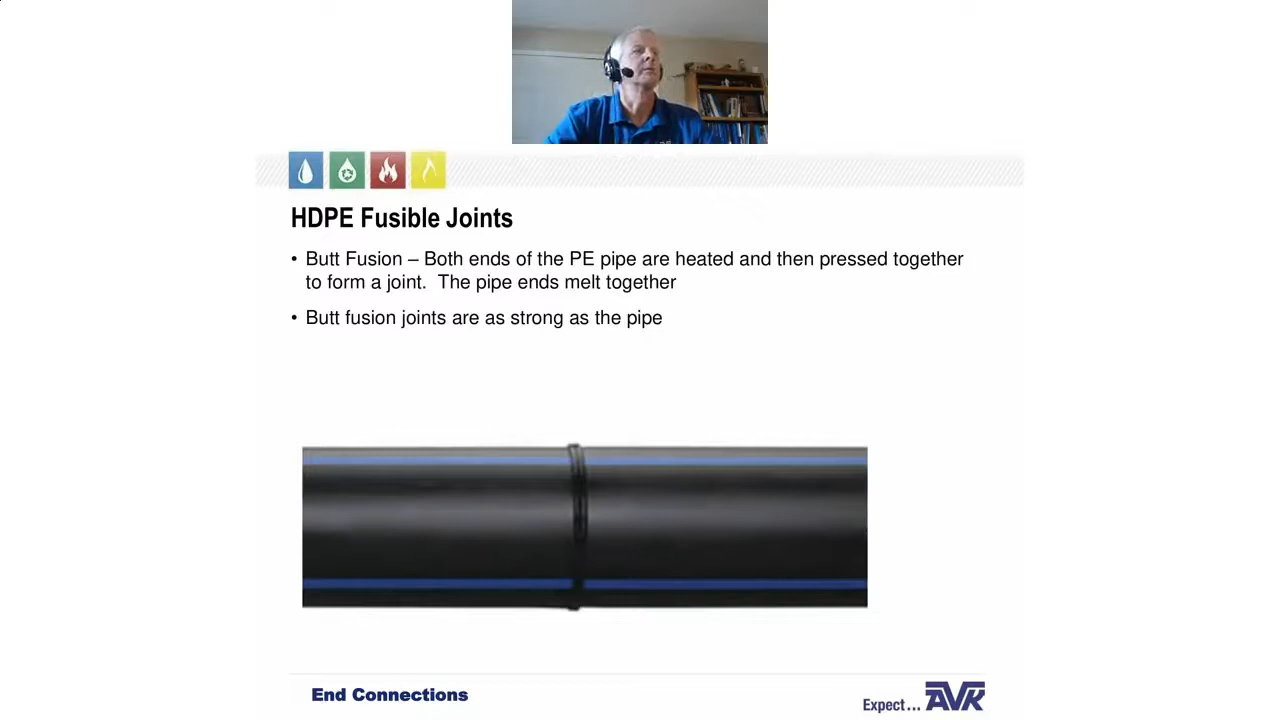 HDPE Fusible Joints
• Butt Fusion – Both ends of the PE pipe are heated and then pressed together
to form a joint.  The pipe ends melt together
• Butt fusion joints are as strong as the pipe
End Connections
Expect... AVK